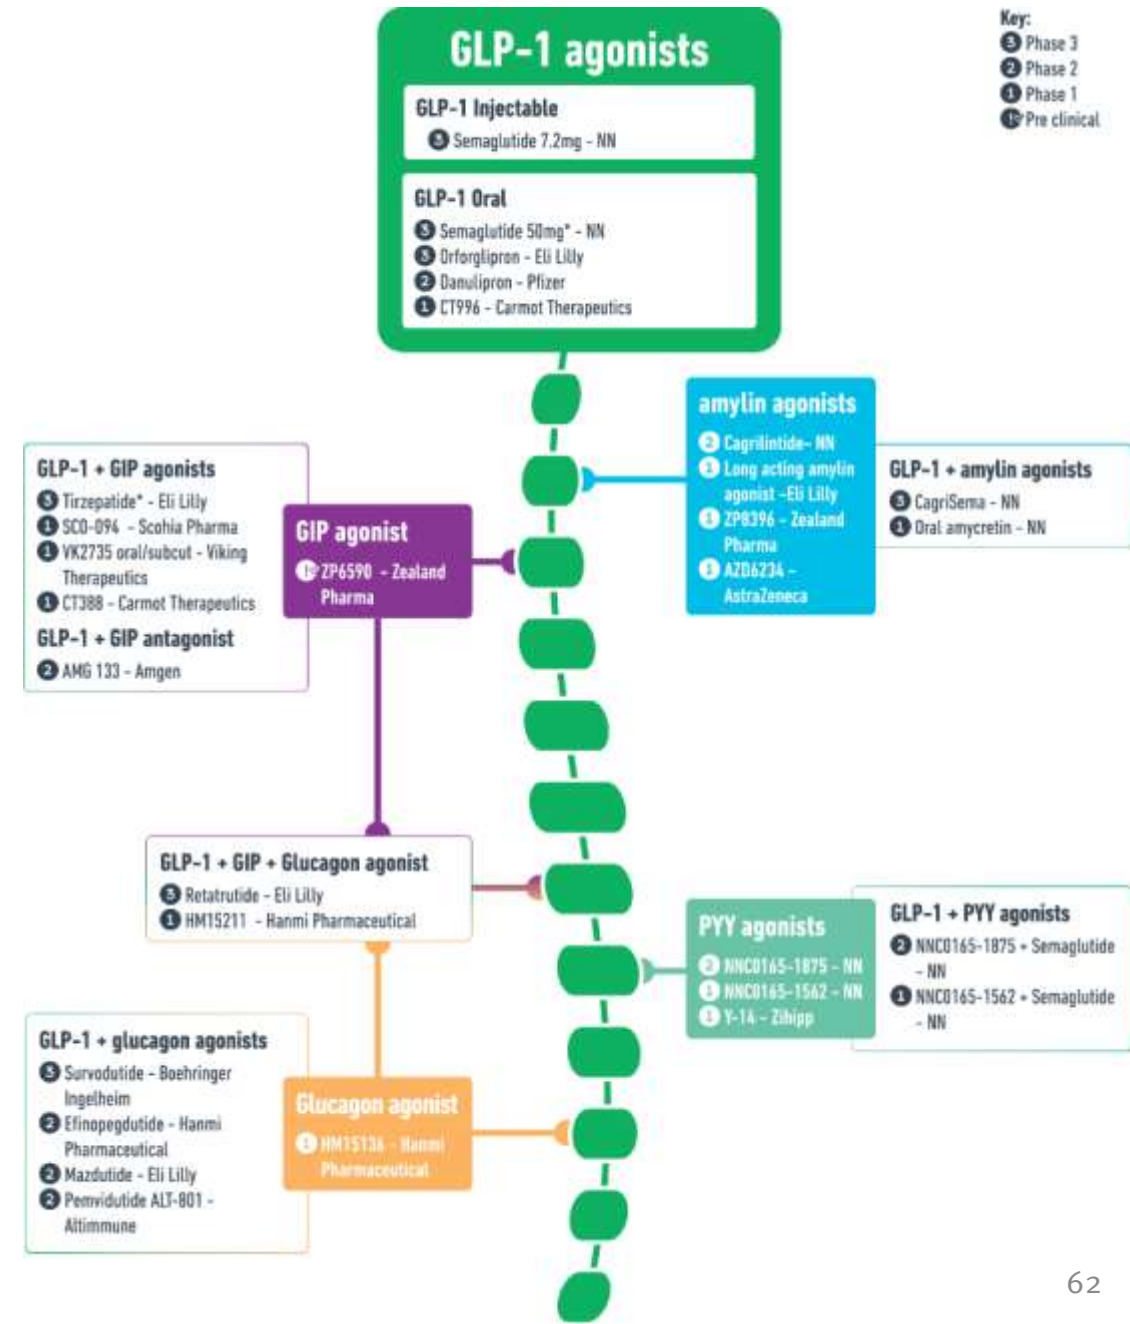 GLP-1 agonists
GLP-1 Injectable
3 Semaglutide 7.2mg - NN
GLP-1 Oral
3 Semaglutide 50mg* - NN
3 Orforglipron - Eli Lilly
2 Danulipron - Pfizer
1 CT996 - Carmot Therapeutics
Key:
3 Phase 3
2 Phase 2
1 Phase 1
Pre clinical
amylin agonists
2 Cagrilintide- NN
1 Long acting amylin
agonist -Eli Lilly
1 ZP8396 - Zealand
Pharma
1 AZD6234 -
AstraZeneca
GLP-1 + amylin agonists
3 CagriSema - NN
1 Oral amycretin - NN
GLP-1 + GIP agonists
3 Tirzepatide* - Eli Lilly
1 SCO-094 - Scohia Pharma
1 VK2735 oral/subcut - Viking
Therapeutics
1 CT388 - Carmot Therapeutics
GLP-1 + GIP antagonist
2 AMG 133 - Amgen
GIP agonist
ZP6590 - Zealand
Pharma
GLP-1 + GIP + Glucagon agonist
3 Retatrutide - Eli Lilly
1 HM15211 - Hanmi Pharmaceutical
PYY agonists
2 NNC0165-1875 - NN
1 NNC0165-1562 - NN
1 Y-14 - Zihipp
GLP-1 + PYY agonists
2 NNC0165-1875 + Semaglutide
- NN
1 NNC0165-1562 + Semaglutide
- NN
GLP-1 + glucagon agonists
3 Survodutide - Boehringer
Ingelheim
2 Efinopegdutide - Hanmi
Pharmaceutical
2 Mazdutide - Eli Lilly
2 Pemvidutide ALT-801 -
Altimmune
Glucagon agonist
1 HM15136 - Hanmi
Pharmaceutical
62